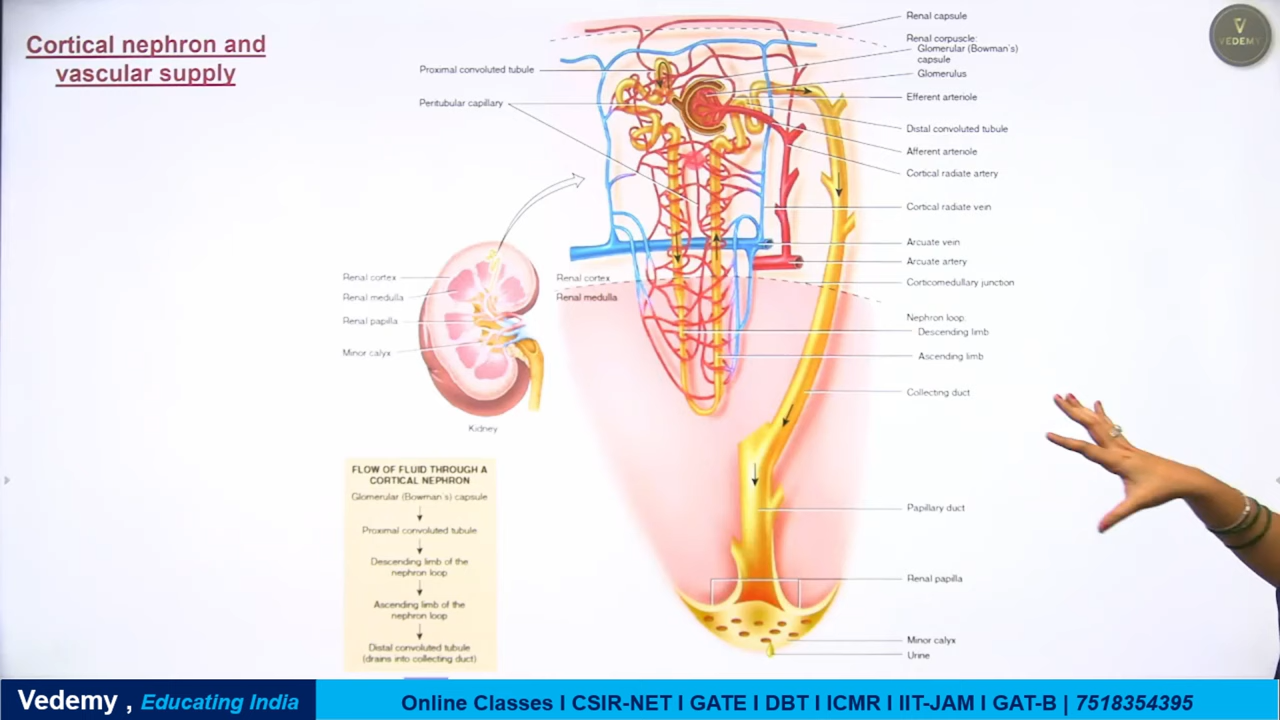 Cortical nephron and
vascular supply
VEDEMY
Renal capsule
Renal corpuscle:
Glomerular (Bowman's)
capsule
Glomerulus
Efferent arteriole
Distal convoluted tubule
Afferent arteriole
Cortical radiate artery
Cortical radiate vein
Arcuate vein
Arcuate artery
Corticomedullary junction
Nephron loop:
Descending limb
Ascending limb
Collecting duct
Papillary duct
Renal papilla
Minor calyx
Urine
Proximal convoluted tubule
Peritubular capillary
Renal cortex
Renal medulla
Renal cortex
Renal medulla
Renal papilla
Minor calyx
Kidney
FLOW OF FLUID THROUGH A
CORTICAL NEPHRON
Glomerular (Bowman's) capsule
Proximal convoluted tubule
Descending limb of the
nephron loop
Ascending limb of the
nephron loop
Distal convoluted tubule
(drains into collecting duct)
Vedemy , Educating India
Online Classes I CSIR-NET I GATE I DBT I ICMR I IIT-JAM I GAT-B | 7518354395